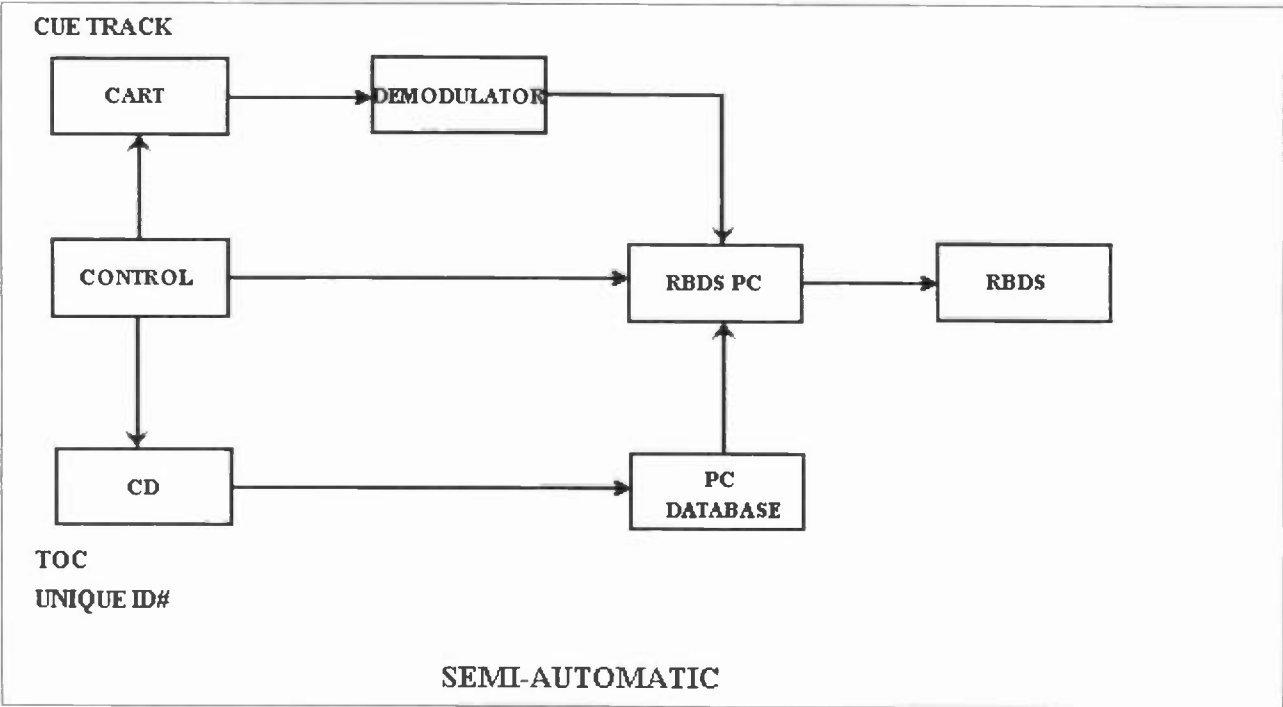 CUE TRACK
CART
DEMODULATOR
CONTROL
RBDS PC
RBDS
CD
PC
DATABASE
TOC
UNIQUE ID#
SEMI-AUTOMATIC